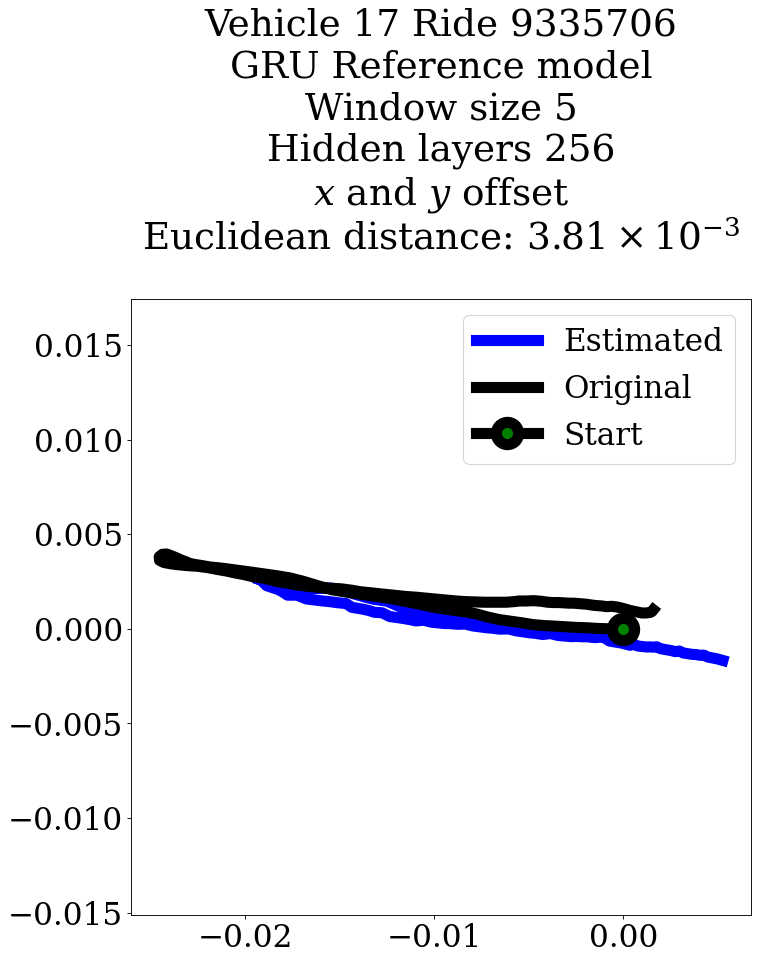 Vehicle 17 Ride 9335706
GRU Reference model
Window size 5
Hidden layers 256
x and y offset
Euclidean distance: 3.81 × 10⁻³
Estimated
Original
Start
0.015
0.010
0.005
0.000
−0.005
−0.010
−0.015
−0.02
−0.01
0.00